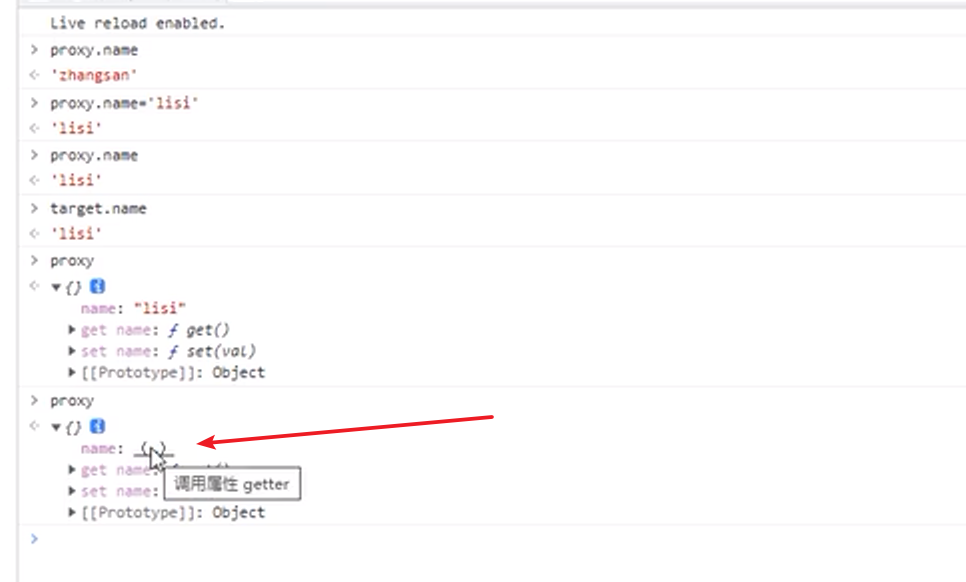 Live reload enabled.
> proxy.name
<· 'zhangsan'
> proxy.name='lisi'
<· 'lisi'
> proxy.name
<· 'lisi'
> target.name
<· 'lisi'
> proxy
<· ▼{} i
name: "lisi"
▶ get name: ƒ get()
▶ set name: ƒ set(val)
▶ [[Prototype]]: Object
> proxy
<· ▼{} i
name:
▶ get name:
▶ set name:
调用属性 getter
▶ [[Prototype]]: Object
>